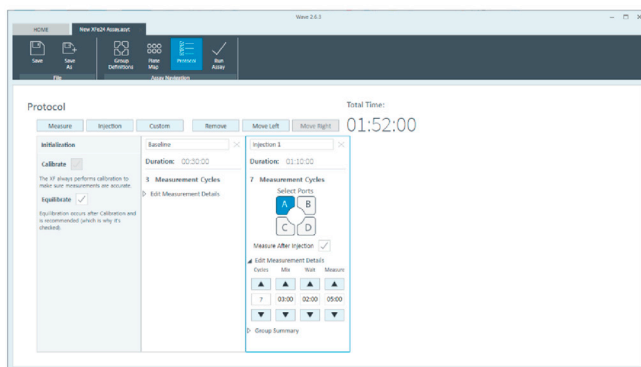 Wave 2.6.3
HOME
New XFe24 Assay.asyt
Save
Save As
Group Definitions
Plate Map
Protocol
Run Assay
File
Assay Navigation
Protocol
Total Time:
01:52:00
Measure
Injection
Custom
Remove
Move Left
Move Right
Initialization
Calibrate
The XF always performs calibration to
make sure measurements are accurate.
Equilibrate
Equilibration occurs after Calibration and
is recommended (which is why it's
checked).
Baseline
Duration: 00:30:00
3 Measurement Cycles
Edit Measurement Details
Injection 1
Duration: 01:10:00
7 Measurement Cycles
Select Ports
A B
C D
Measure After Injection
Edit Measurement Details
Cycles Mix Wait Measure
7 03:00 02:00 05:00
Group Summary